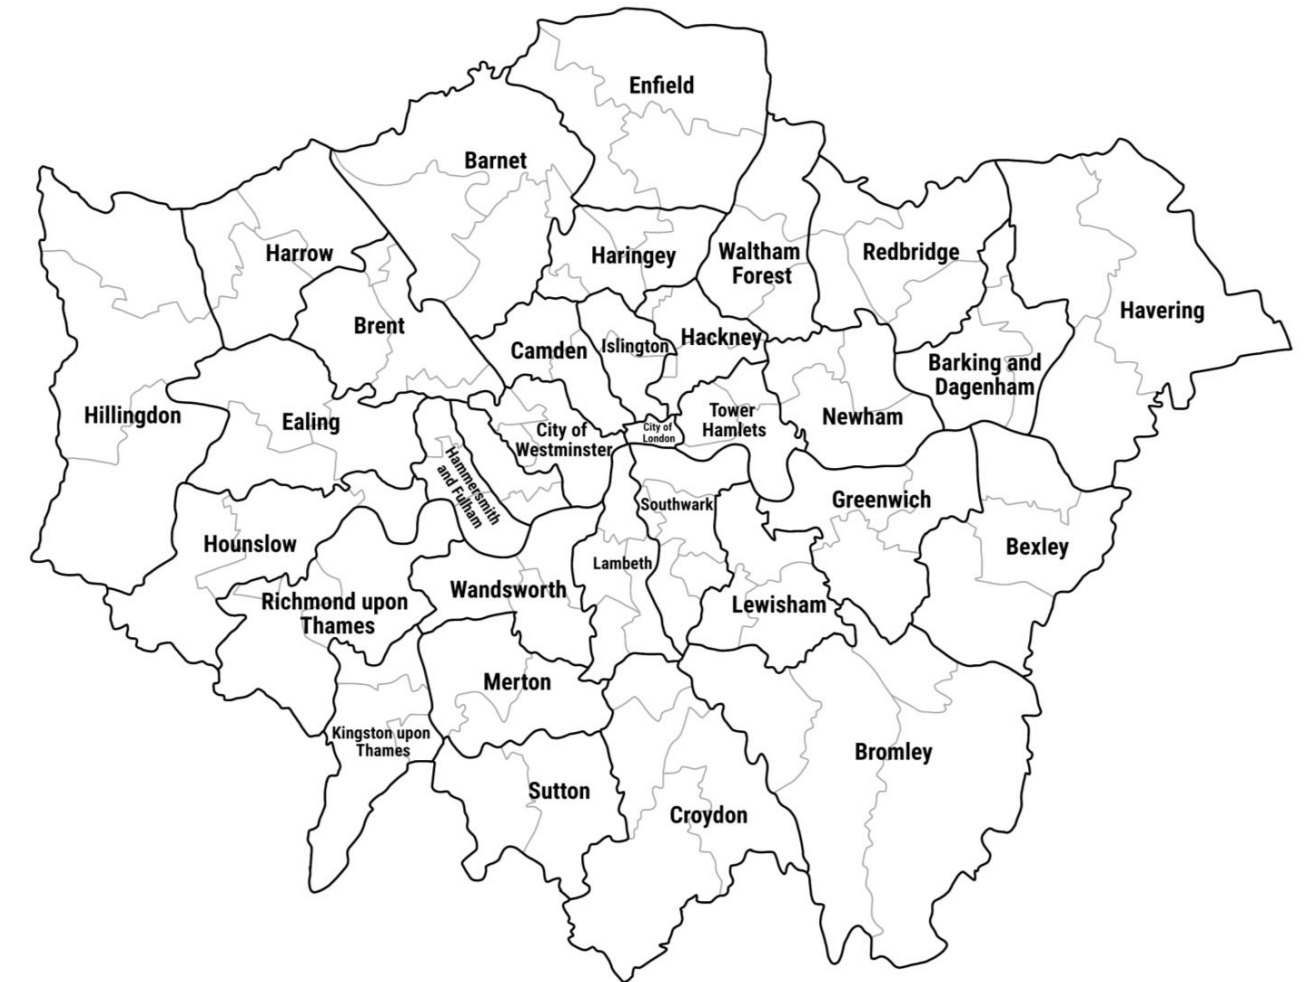 Enfield
Barnet
Harrow
Haringey
Waltham
Forest
Redbridge
Havering
Brent
Camden
Islington
Hackney
Barking and
Dagenham
Hillingdon
Ealing
Hammersmith
and Fulham
City of
Westminster
City of
London
Tower
Hamlets
Newham
Hounslow
Southwark
Greenwich
Bexley
Richmond upon
Thames
Wandsworth
Lambeth
Lewisham
Merton
Kingston upon
Thames
Sutton
Croydon
Bromley